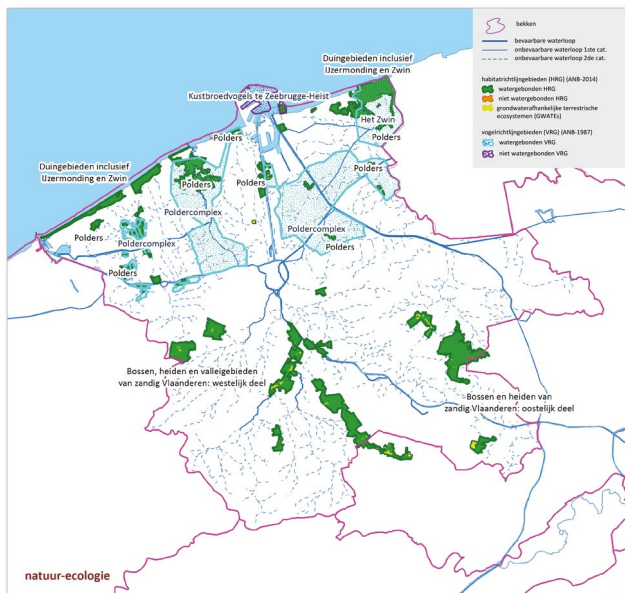 bekken
bevaarbare waterloop
onbevaarbare waterloop 1ste cat.
onbevaarbare waterloop 2de cat.
habitatrichtlijngebieden (HRG) (ANB-2014)
watergebonden HRG
niet watergebonden HRG
grondwaterafhankelijke terrestrische
ecosystemen (GWATEs)
vogelrichtlijngebieden (VRG) (ANB-1987)
watergebonden VRG
niet watergebonden VRG
Duingebieden inclusief
IJzermonding en Zwin
Kustbroedvogels te Zeebrugge-Heist
Het Zwin
Polders
Polders
Duingebieden inclusief
IJzermonding en Zwin
Polders
Polders
Polders
Poldercomplex
Polders
Poldercomplex
Poldercomplex
Polders
Polders
Bossen, heiden en valleigebieden
van zandig Vlaanderen: westelijk deel
Bossen en heiden van
zandig Vlaanderen: oostelijk deel
natuur-ecologie